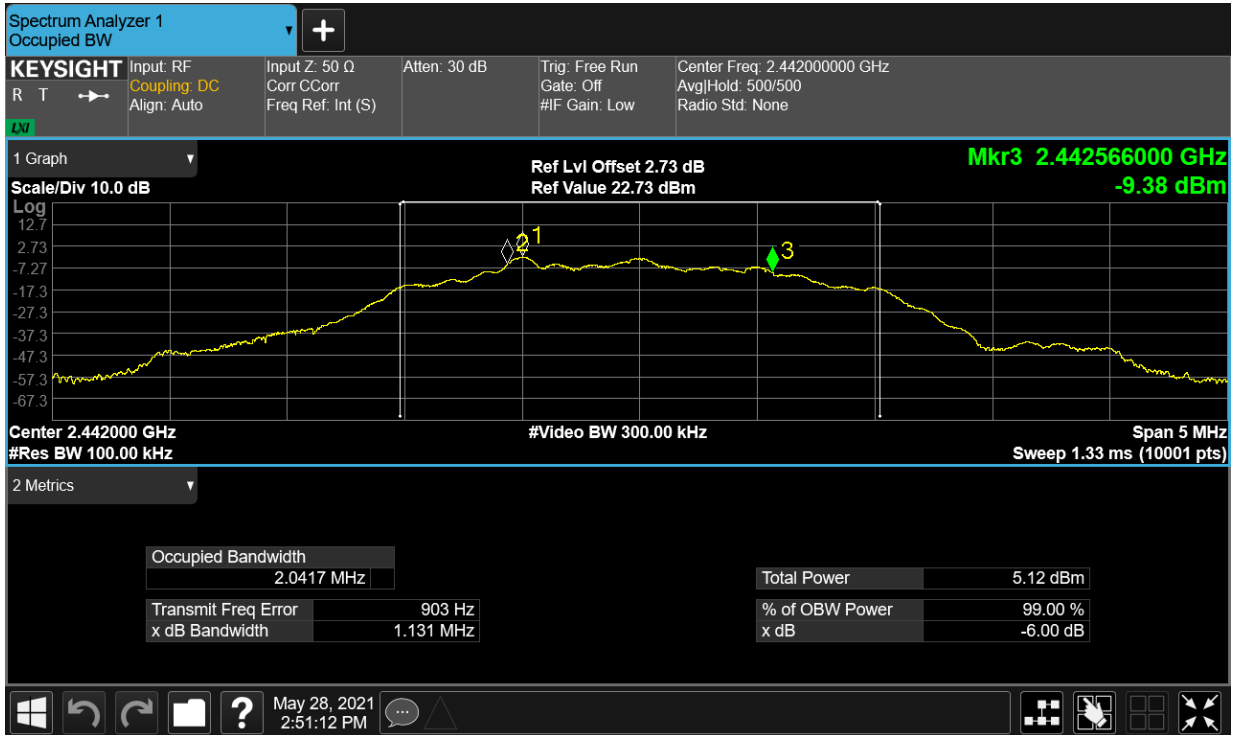 Spectrum Analyzer 1
Occupied BW
▼
+
KEYSIGHT
R T
LXI
Input: RF
Coupling: DC
Align: Auto
Input Z: 50 Ω
Corr CCorr
Freq Ref: Int (S)
Atten: 30 dB
Trig: Free Run
Gate: Off
#IF Gain: Low
Center Freq: 2.442000000 GHz
Avg|Hold: 500/500
Radio Std: None
1 Graph
▼
Scale/Div 10.0 dB
Ref Lvl Offset 2.73 dB
Ref Value 22.73 dBm
Mkr3 2.442566000 GHz
-9.38 dBm
Log
12.7
2.73
-7.27
-17.3
-27.3
-37.3
-47.3
-57.3
-67.3
2
1
3
Center 2.442000 GHz
#Res BW 100.00 kHz
#Video BW 300.00 kHz
Span 5 MHz
Sweep 1.33 ms (10001 pts)
2 Metrics
▼
Occupied Bandwidth
2.0417 MHz
Transmit Freq Error 903 Hz
x dB Bandwidth 1.131 MHz
Total Power 5.12 dBm
% of OBW Power 99.00 %
x dB -6.00 dB
?
May 28, 2021
2:51:12 PM